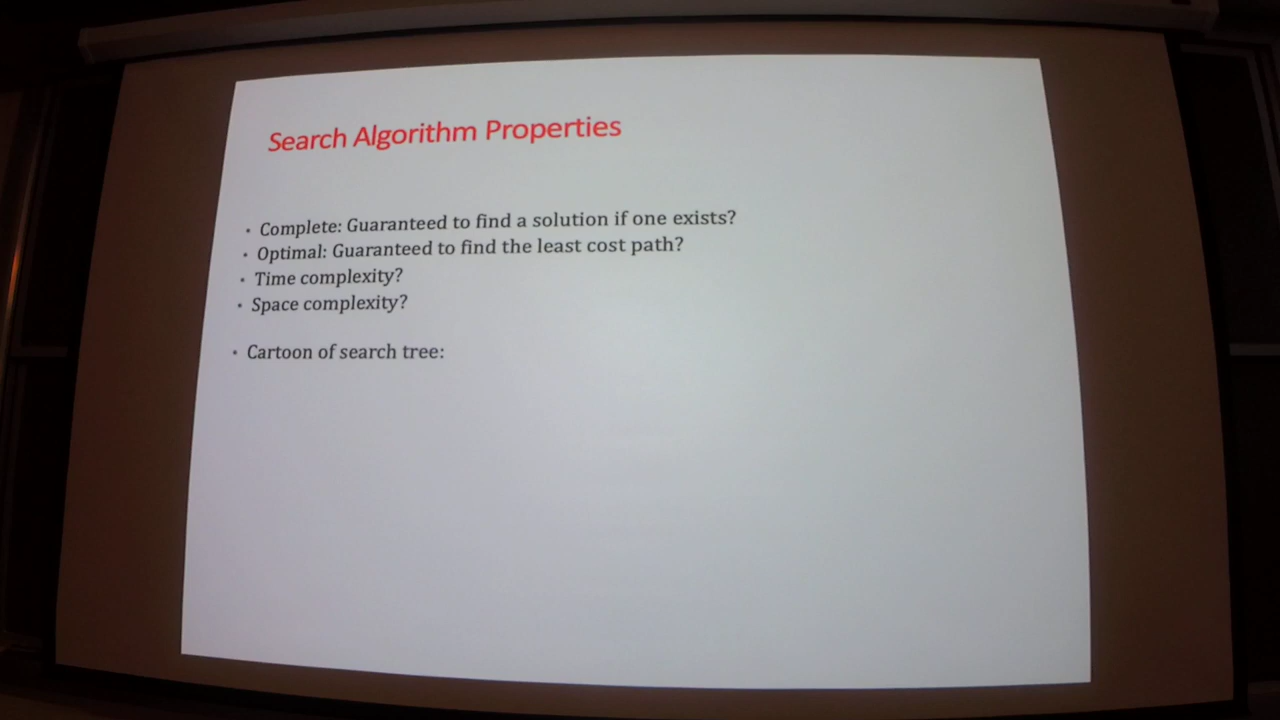 Search Algorithm Properties
• Complete: Guaranteed to find a solution if one exists?
• Optimal: Guaranteed to find the least cost path?
• Time complexity?
• Space complexity?
• Cartoon of search tree: